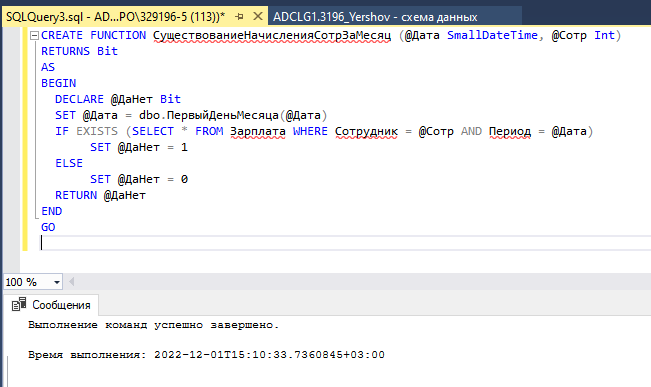 SQLQuery3.sql - AD...PO\329196-5 (113))*
ADCLG1.3196_Yershov - схема данных
CREATE FUNCTION СуществованиеНачисленияСотрЗаМесяц (@Дата SmallDateTime, @Сотр Int)
RETURNS Bit
AS
BEGIN
DECLARE @ДаНет Bit
SET @Дата = dbo.ПервыйДеньМесяца(@Дата)
IF EXISTS (SELECT * FROM Зарплата WHERE Сотрудник = @Сотр AND Период = @Дата)
SET @ДаНет = 1
ELSE
SET @ДаНет = 0
RETURN @ДаНет
END
GO
100 %
Сообщения
Выполнение команд успешно завершено.
Время выполнения: 2022-12-01T15:10:33.7360845+03:00